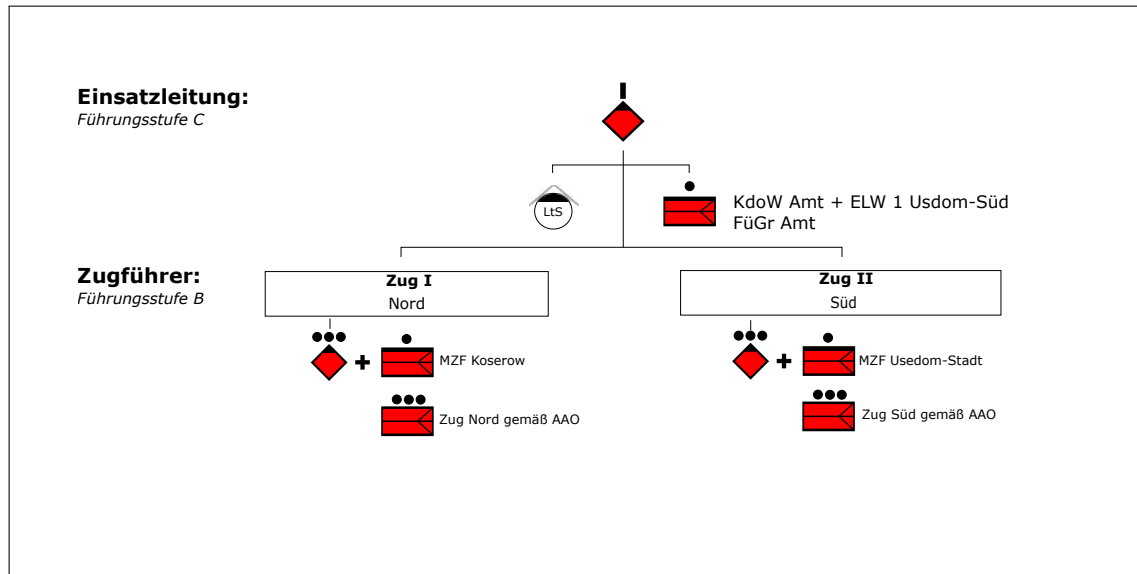 Einsatzleitung:
Führungsstufe C
LtS
KdoW Amt + ELW 1 Usdom-Süd
FüGr Amt
Zugführer:
Führungsstufe B
Zug I
Nord
Zug II
Süd
MZF Koserow
MZF Usedom-Stadt
Zug Nord gemäß AAO
Zug Süd gemäß AAO